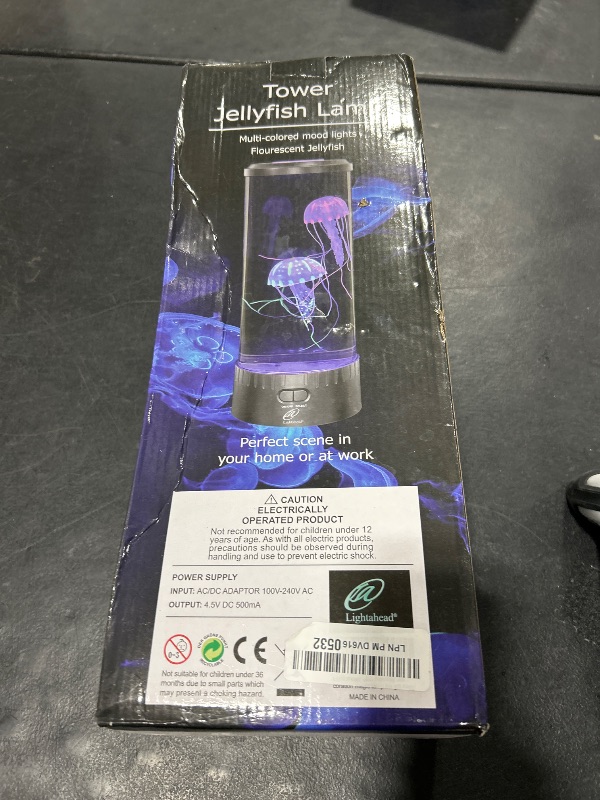 Tower
Jellyfish Lam
Multi-colored mood lights
Flourescent Jellyfish
Lightahead
Perfect scene in
your home or at work
CAUTION
ELECTRICALLY
OPERATED PRODUCT
Not recommended for children under 12
years of age. As with all electric products,
precautions should be observed during
handling and use to prevent electric shock.
POWER SUPPLY
INPUT: AC/DC ADAPTOR 100V-240V AC
OUTPUT: 4.5V DC 500mA
Lightahead®
0-3
CE
LPN PM DV616 0532
Not suitable for children under 36
months due to small parts which
may present a choking hazard.
MADE IN CHINA